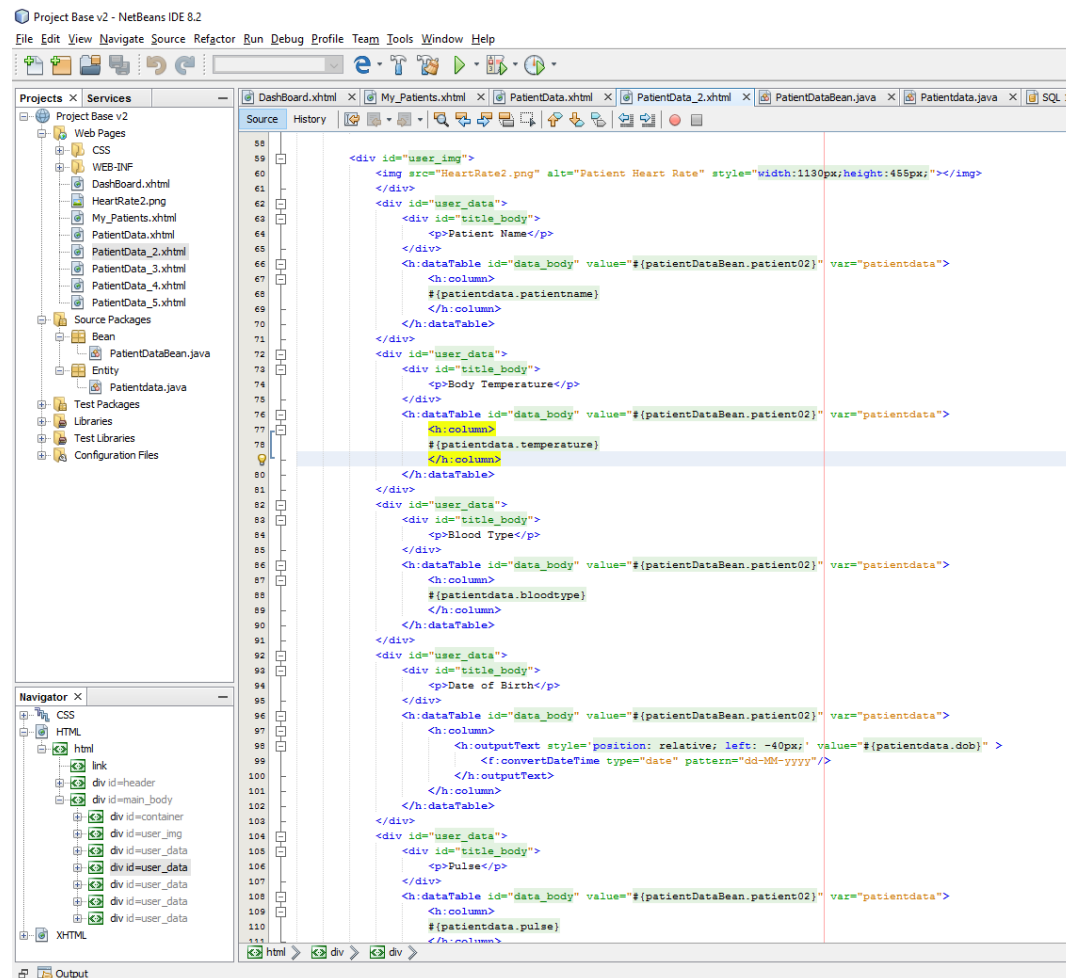 Project Base v2 - NetBeans IDE 8.2
File Edit View Navigate Source Refactor Run Debug Profile Team Tools Window Help
Projects Services
Project Base v2
Web Pages
CSS
WEB-INF
DashBoard.xhtml
HeartRate2.png
My_Patients.xhtml
PatientData.xhtml
PatientData_2.xhtml
PatientData_3.xhtml
PatientData_4.xhtml
PatientData_5.xhtml
Source Packages
Bean
PatientDataBean.java
Entity
Patientdata.java
Test Packages
Libraries
Test Libraries
Configuration Files
Navigator
CSS
HTML
html
link
div id=header
div id=main_body
div id=container
div id=user_img
div id=user_data
div id=user_data
div id=user_data
div id=user_data
div id=user_data
XHTML
DashBoard.xhtml My_Patients.xhtml PatientData.xhtml PatientData_2.xhtml PatientDataBean.java Patientdata.java SQL
Source History
58
59 <div id="user_img">
60 <img src="HeartRate2.png" alt="Patient Heart Rate" style="width:1130px;height:455px;"></img>
61 </div>
62 <div id="user_data">
63 <div id="title_body">
64 <p>Patient Name</p>
65 </div>
66 <h:dataTable id="data_body" value="#{patientDataBean.patient02}" var="patientdata">
67 <h:column>
68 #{patientdata.patientname}
69 </h:column>
70 </h:dataTable>
71 </div>
72 <div id="user_data">
73 <div id="title_body">
74 <p>Body Temperature</p>
75 </div>
76 <h:dataTable id="data_body" value="#{patientDataBean.patient02}" var="patientdata">
77 <h:column>
78 #{patientdata.temperature}
</h:column>
80 </h:dataTable>
81 </div>
82 <div id="user_data">
83 <div id="title_body">
84 <p>Blood Type</p>
85 </div>
86 <h:dataTable id="data_body" value="#{patientDataBean.patient02}" var="patientdata">
87 <h:column>
88 #{patientdata.bloodtype}
89 </h:column>
90 </h:dataTable>
91 </div>
92 <div id="user_data">
93 <div id="title_body">
94 <p>Date of Birth</p>
95 </div>
96 <h:dataTable id="data_body" value="#{patientDataBean.patient02}" var="patientdata">
97 <h:column>
98 <h:outputText style='position: relative; left: -40px;' value="#{patientdata.dob}" >
99 <f:convertDateTime type="date" pattern="dd-MM-yyyy"/>
100 </h:outputText>
101 </h:column>
102 </h:dataTable>
103 </div>
104 <div id="user_data">
105 <div id="title_body">
106 <p>Pulse</p>
107 </div>
108 <h:dataTable id="data_body" value="#{patientDataBean.patient02}" var="patientdata">
109 <h:column>
110 #{patientdata.pulse}
111 </h:column>
html div div
Output